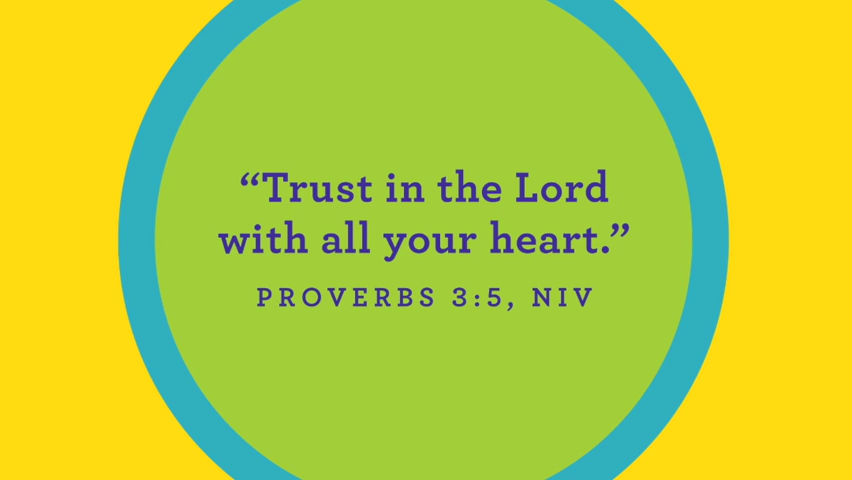 “Trust in the Lord
with all your heart.”
PROVERBS 3:5, NIV